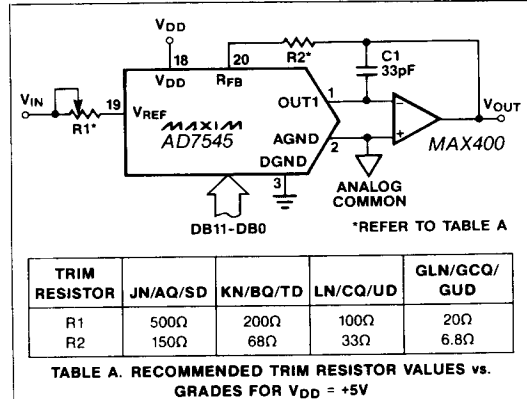 VDD
18 20 R2* C1
33pF
VDD RFB
VIN R1* 19 VREF OUT1 1 − VOUT
MAXIM AGND 2 +
AD7545 MAX400
DGND
3 ANALOG
COMMON
DB11-DB0 *REFER TO TABLE A
TRIM RESISTOR JN/AQ/SD KN/BQ/TD LN/CQ/UD GLN/GCQ/GUD
R1 500Ω 200Ω 100Ω 20Ω
R2 150Ω 68Ω 33Ω 6.8Ω
TABLE A. RECOMMENDED TRIM RESISTOR VALUES vs.
GRADES FOR VDD = +5V